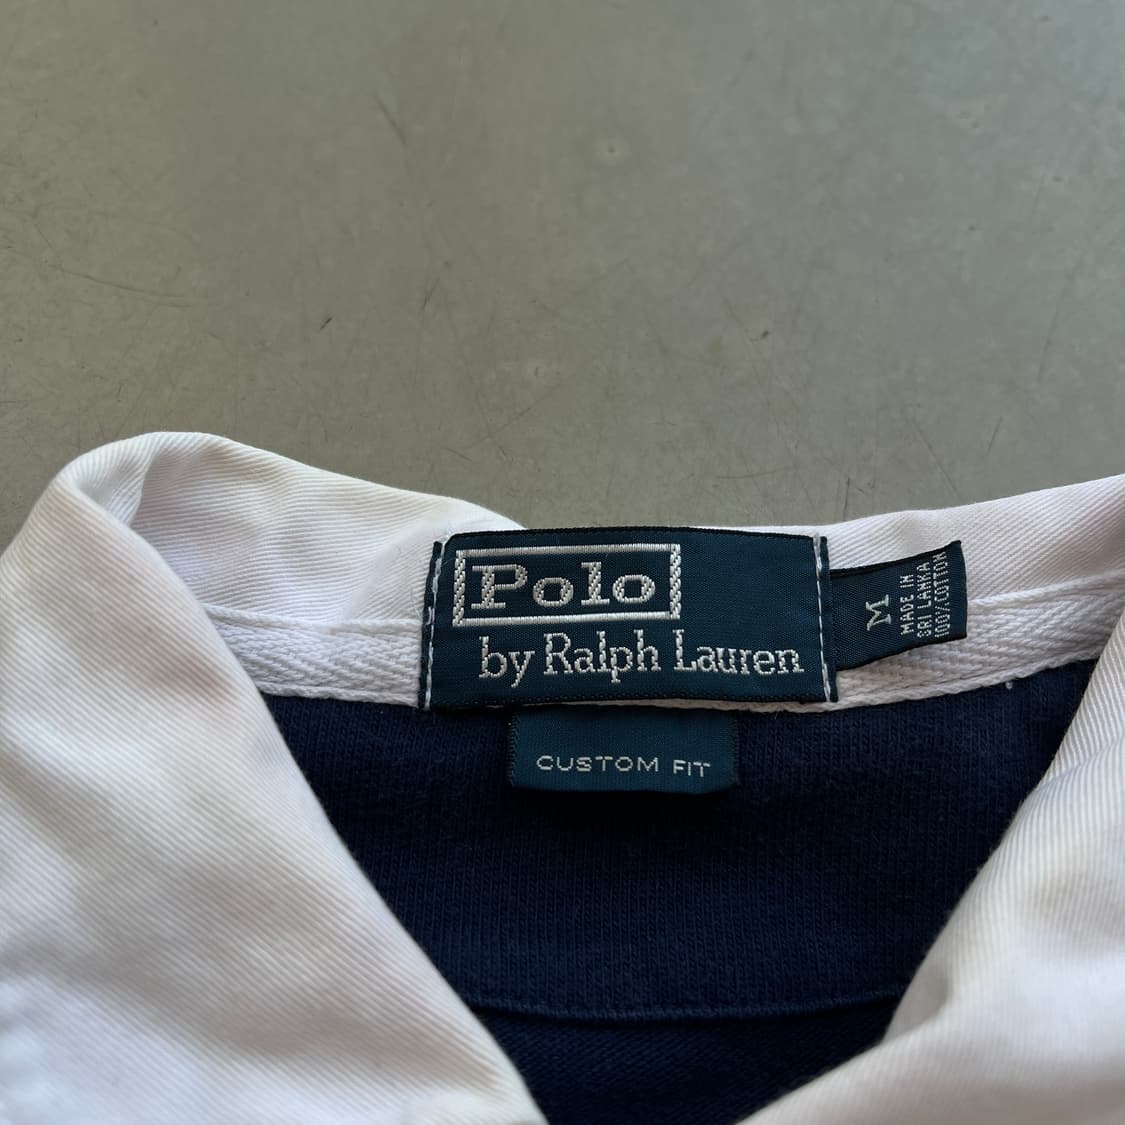 Polo
by Ralph Lauren
M
MADE IN
SRI LANKA
100%COTTON
CUSTOM FIT